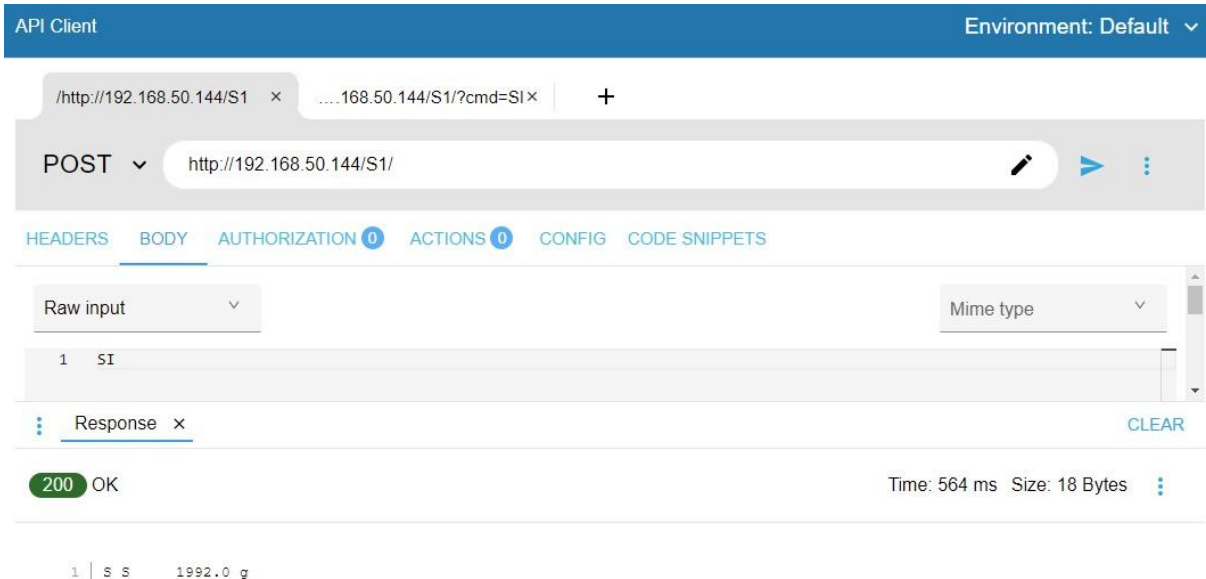 API Client Environment: Default
/http://192.168.50.144/S1 × ....168.50.144/S1/?cmd=SI× +
POST http://192.168.50.144/S1/
HEADERS BODY AUTHORIZATION 0 ACTIONS 0 CONFIG CODE SNIPPETS
Raw input Mime type
1 SI
Response × CLEAR
200 OK Time: 564 ms Size: 18 Bytes
1 S S 1992.0 g